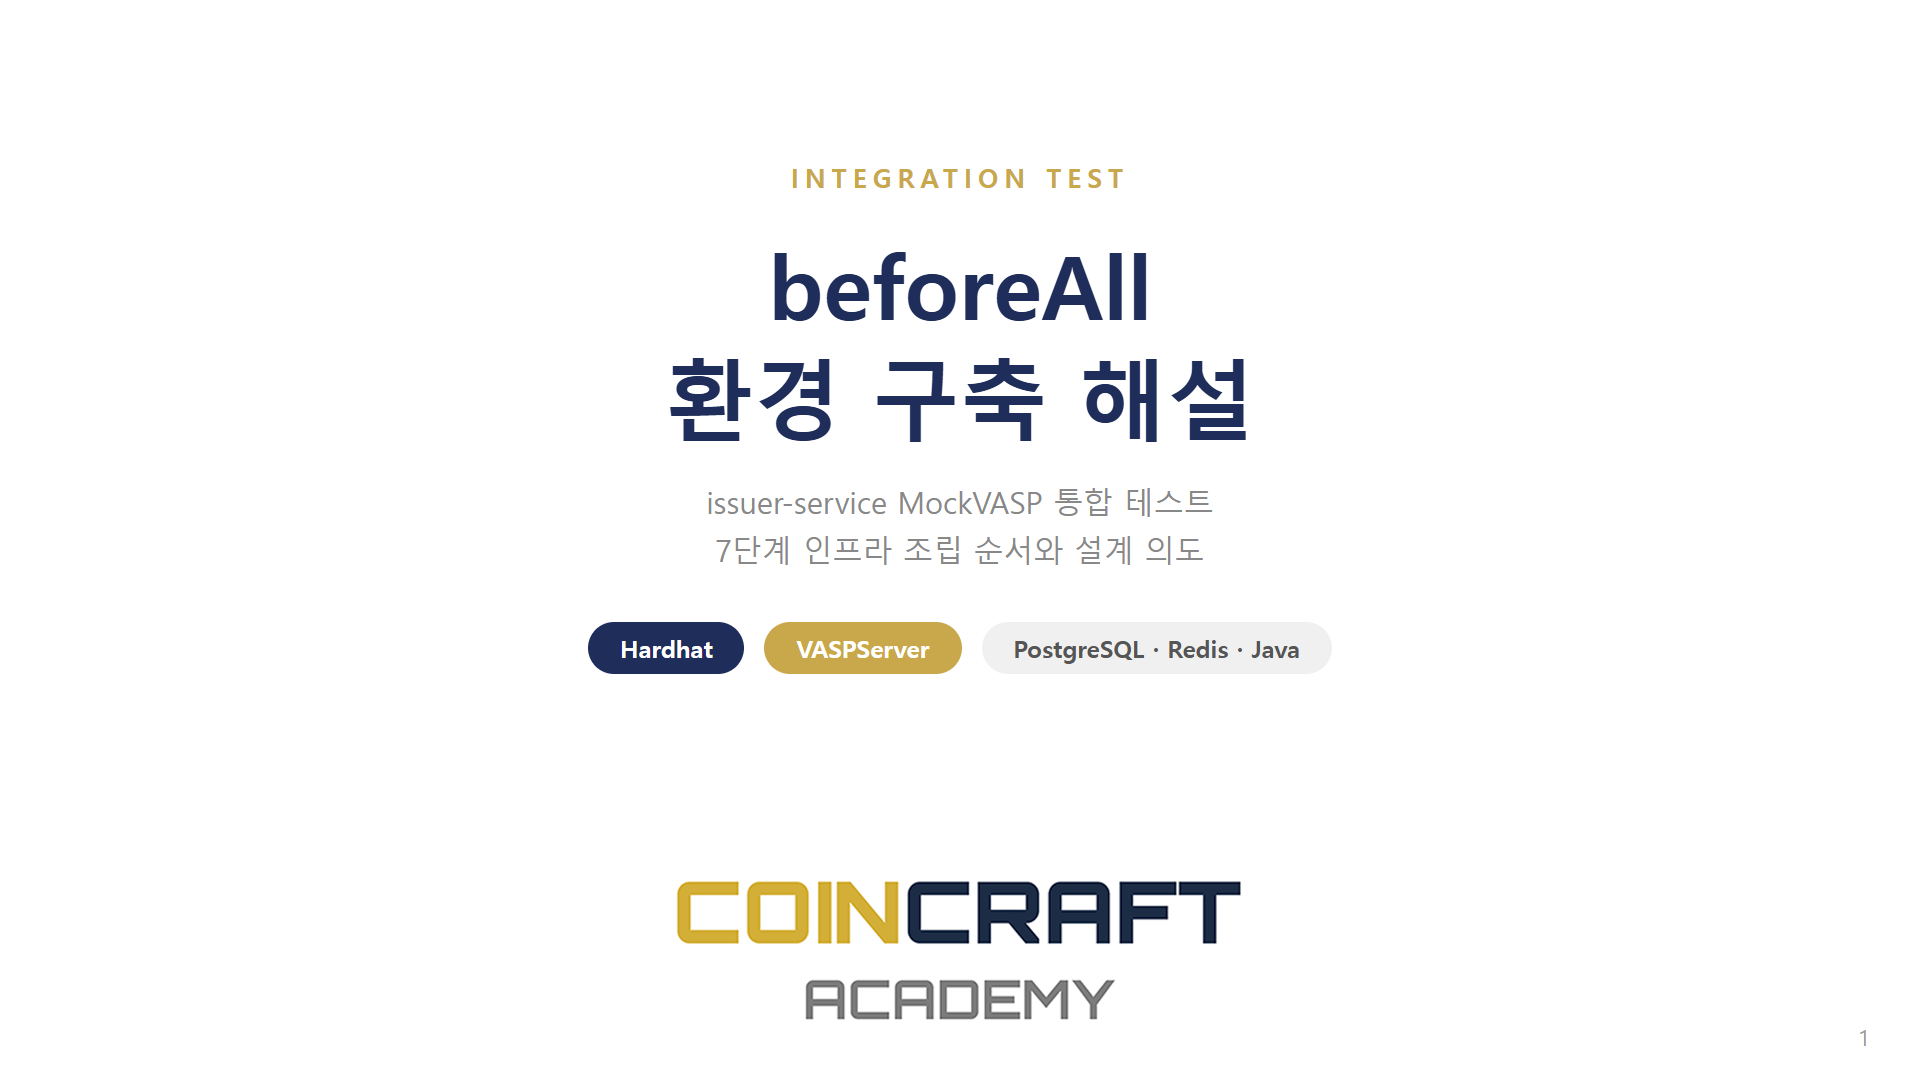 INTEGRATION TEST
beforeAll
환경 구축 해설
issuer-service MockVASP 통합 테스트
7단계 인프라 조립 순서와 설계 의도
Hardhat
VASPServer
PostgreSQL · Redis · Java
COINCRAFT
ACADEMY
1